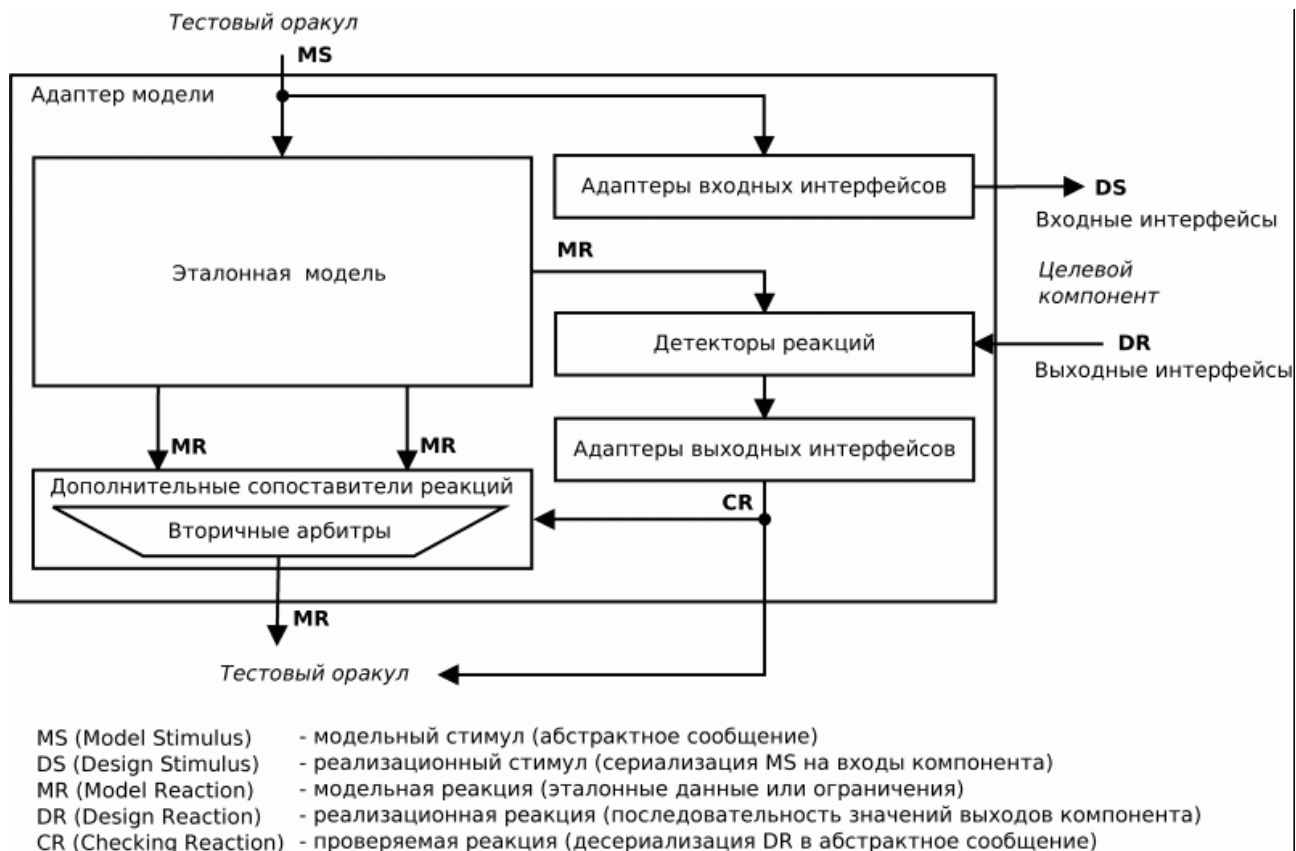 Тестовый оракул
MS
Адаптер модели
Адаптеры входных интерфейсов
DS
Входные интерфейсы
MR
Эталонная модель
Целевой
компонент
Детекторы реакций
DR
Выходные интерфейсы
MR
MR
Адаптеры выходных интерфейсов
Дополнительные сопоставители реакций
CR
Вторичные арбитры
MR
Тестовый оракул
MS (Model Stimulus) - модельный стимул (абстрактное сообщение)
DS (Design Stimulus) - реализационный стимул (сериализация MS на входы компонента)
MR (Model Reaction) - модельная реакция (эталонные данные или ограничения)
DR (Design Reaction) - реализационная реакция (последовательность значений выходов компонента)
CR (Checking Reaction) - проверяемая реакция (десериализация DR в абстрактное сообщение)